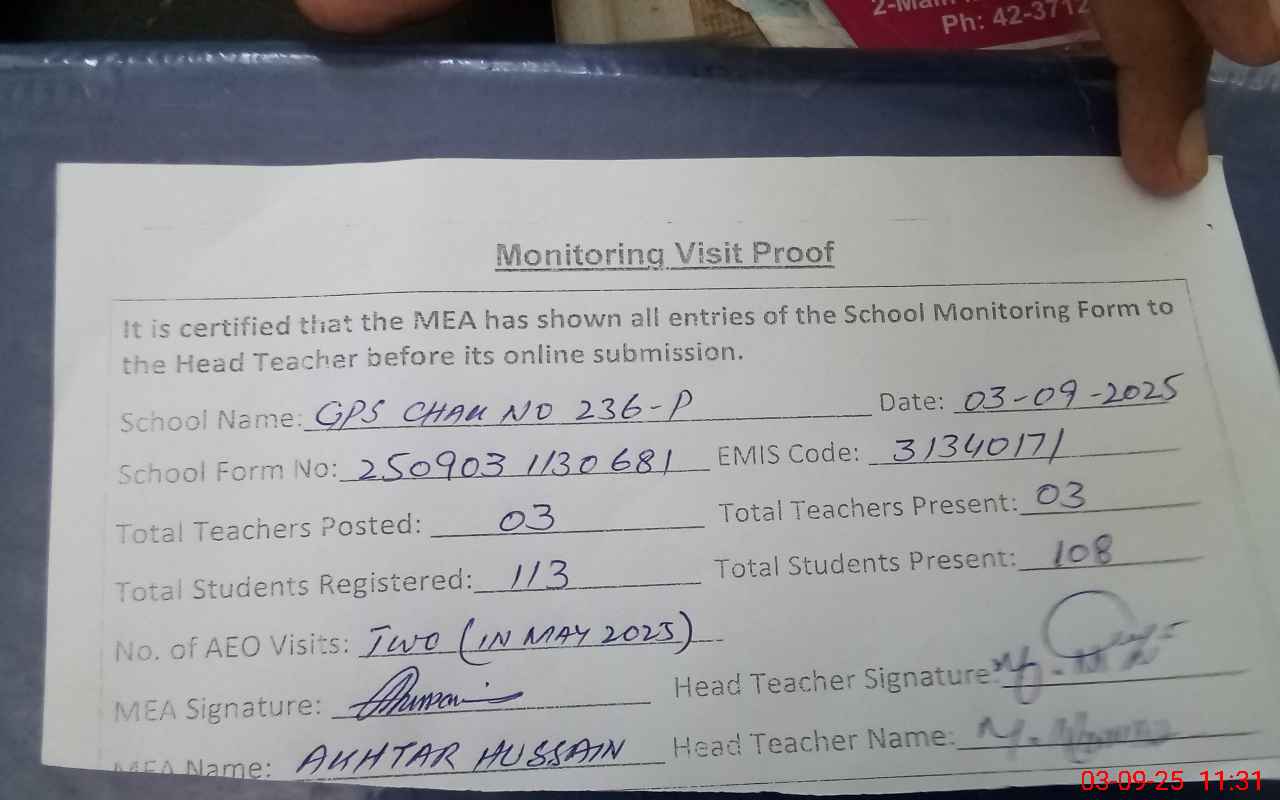 Ph: 42-3712
Monitoring Visit Proof
It is certified that the MEA has shown all entries of the School Monitoring Form to
the Head Teacher before its online submission.
School Name: GPS CHAK NO 236-P Date: 03-09-2025
School Form No: 250903 1130681 EMIS Code: 31340171
Total Teachers Posted: 03 Total Teachers Present: 03
Total Students Registered: 113 Total Students Present: 108
No. of AEO Visits: TWO (IN MAY 2025)
MEA Signature: Head Teacher Signature:
MEA Name: AKHTAR HUSSAIN Head Teacher Name: M.
03-09-25 11:31